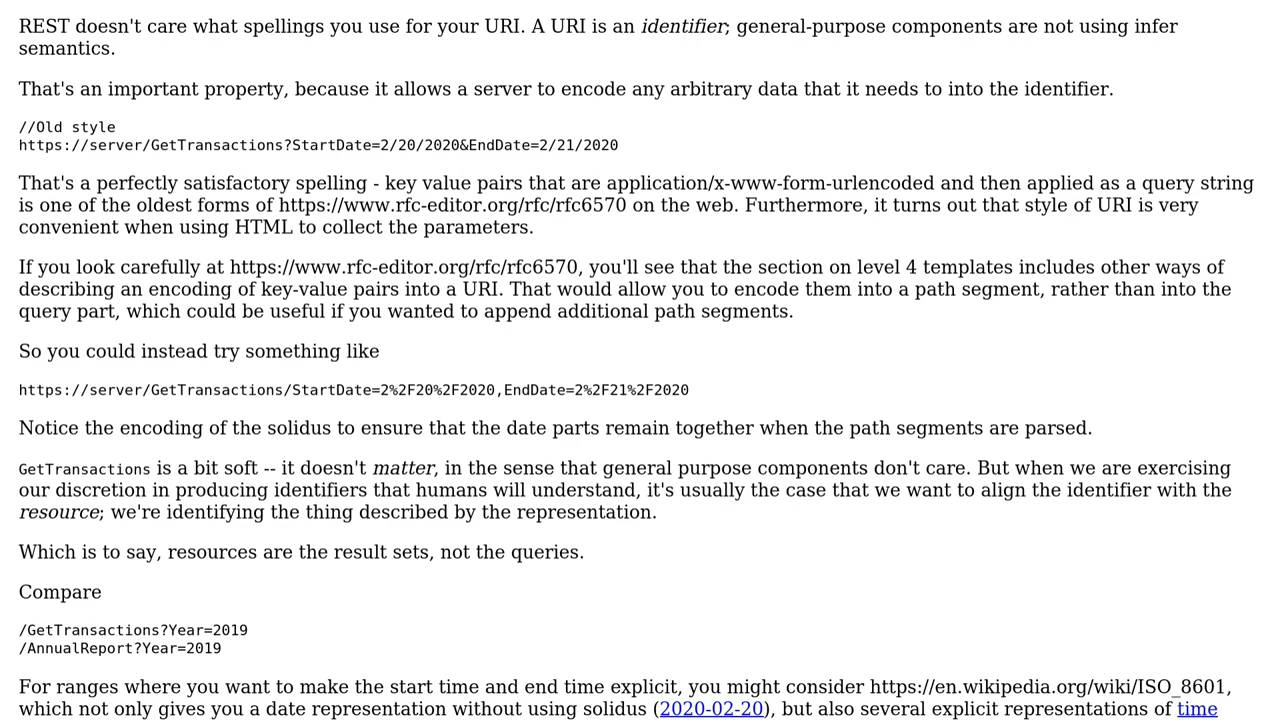 REST doesn't care what spellings you use for your URI. A URI is an identifier; general-purpose components are not using infer
semantics.
That's an important property, because it allows a server to encode any arbitrary data that it needs to into the identifier.
//Old style
https://server/GetTransactions?StartDate=2/20/2020&EndDate=2/21/2020
That's a perfectly satisfactory spelling - key value pairs that are application/x-www-form-urlencoded and then applied as a query string
is one of the oldest forms of https://www.rfc-editor.org/rfc/rfc6570 on the web. Furthermore, it turns out that style of URI is very
convenient when using HTML to collect the parameters.
If you look carefully at https://www.rfc-editor.org/rfc/rfc6570, you'll see that the section on level 4 templates includes other ways of
describing an encoding of key-value pairs into a URI. That would allow you to encode them into a path segment, rather than into the
query part, which could be useful if you wanted to append additional path segments.
So you could instead try something like
https://server/GetTransactions/StartDate=2%2F20%2F2020,EndDate=2%2F21%2F2020
Notice the encoding of the solidus to ensure that the date parts remain together when the path segments are parsed.
GetTransactions is a bit soft -- it doesn't matter, in the sense that general purpose components don't care. But when we are exercising
our discretion in producing identifiers that humans will understand, it's usually the case that we want to align the identifier with the
resource; we're identifying the thing described by the representation.
Which is to say, resources are the result sets, not the queries.
Compare
/GetTransactions?Year=2019
/AnnualReport?Year=2019
For ranges where you want to make the start time and end time explicit, you might consider https://en.wikipedia.org/wiki/ISO_8601,
which not only gives you a date representation without using solidus (2020-02-20), but also several explicit representations of time